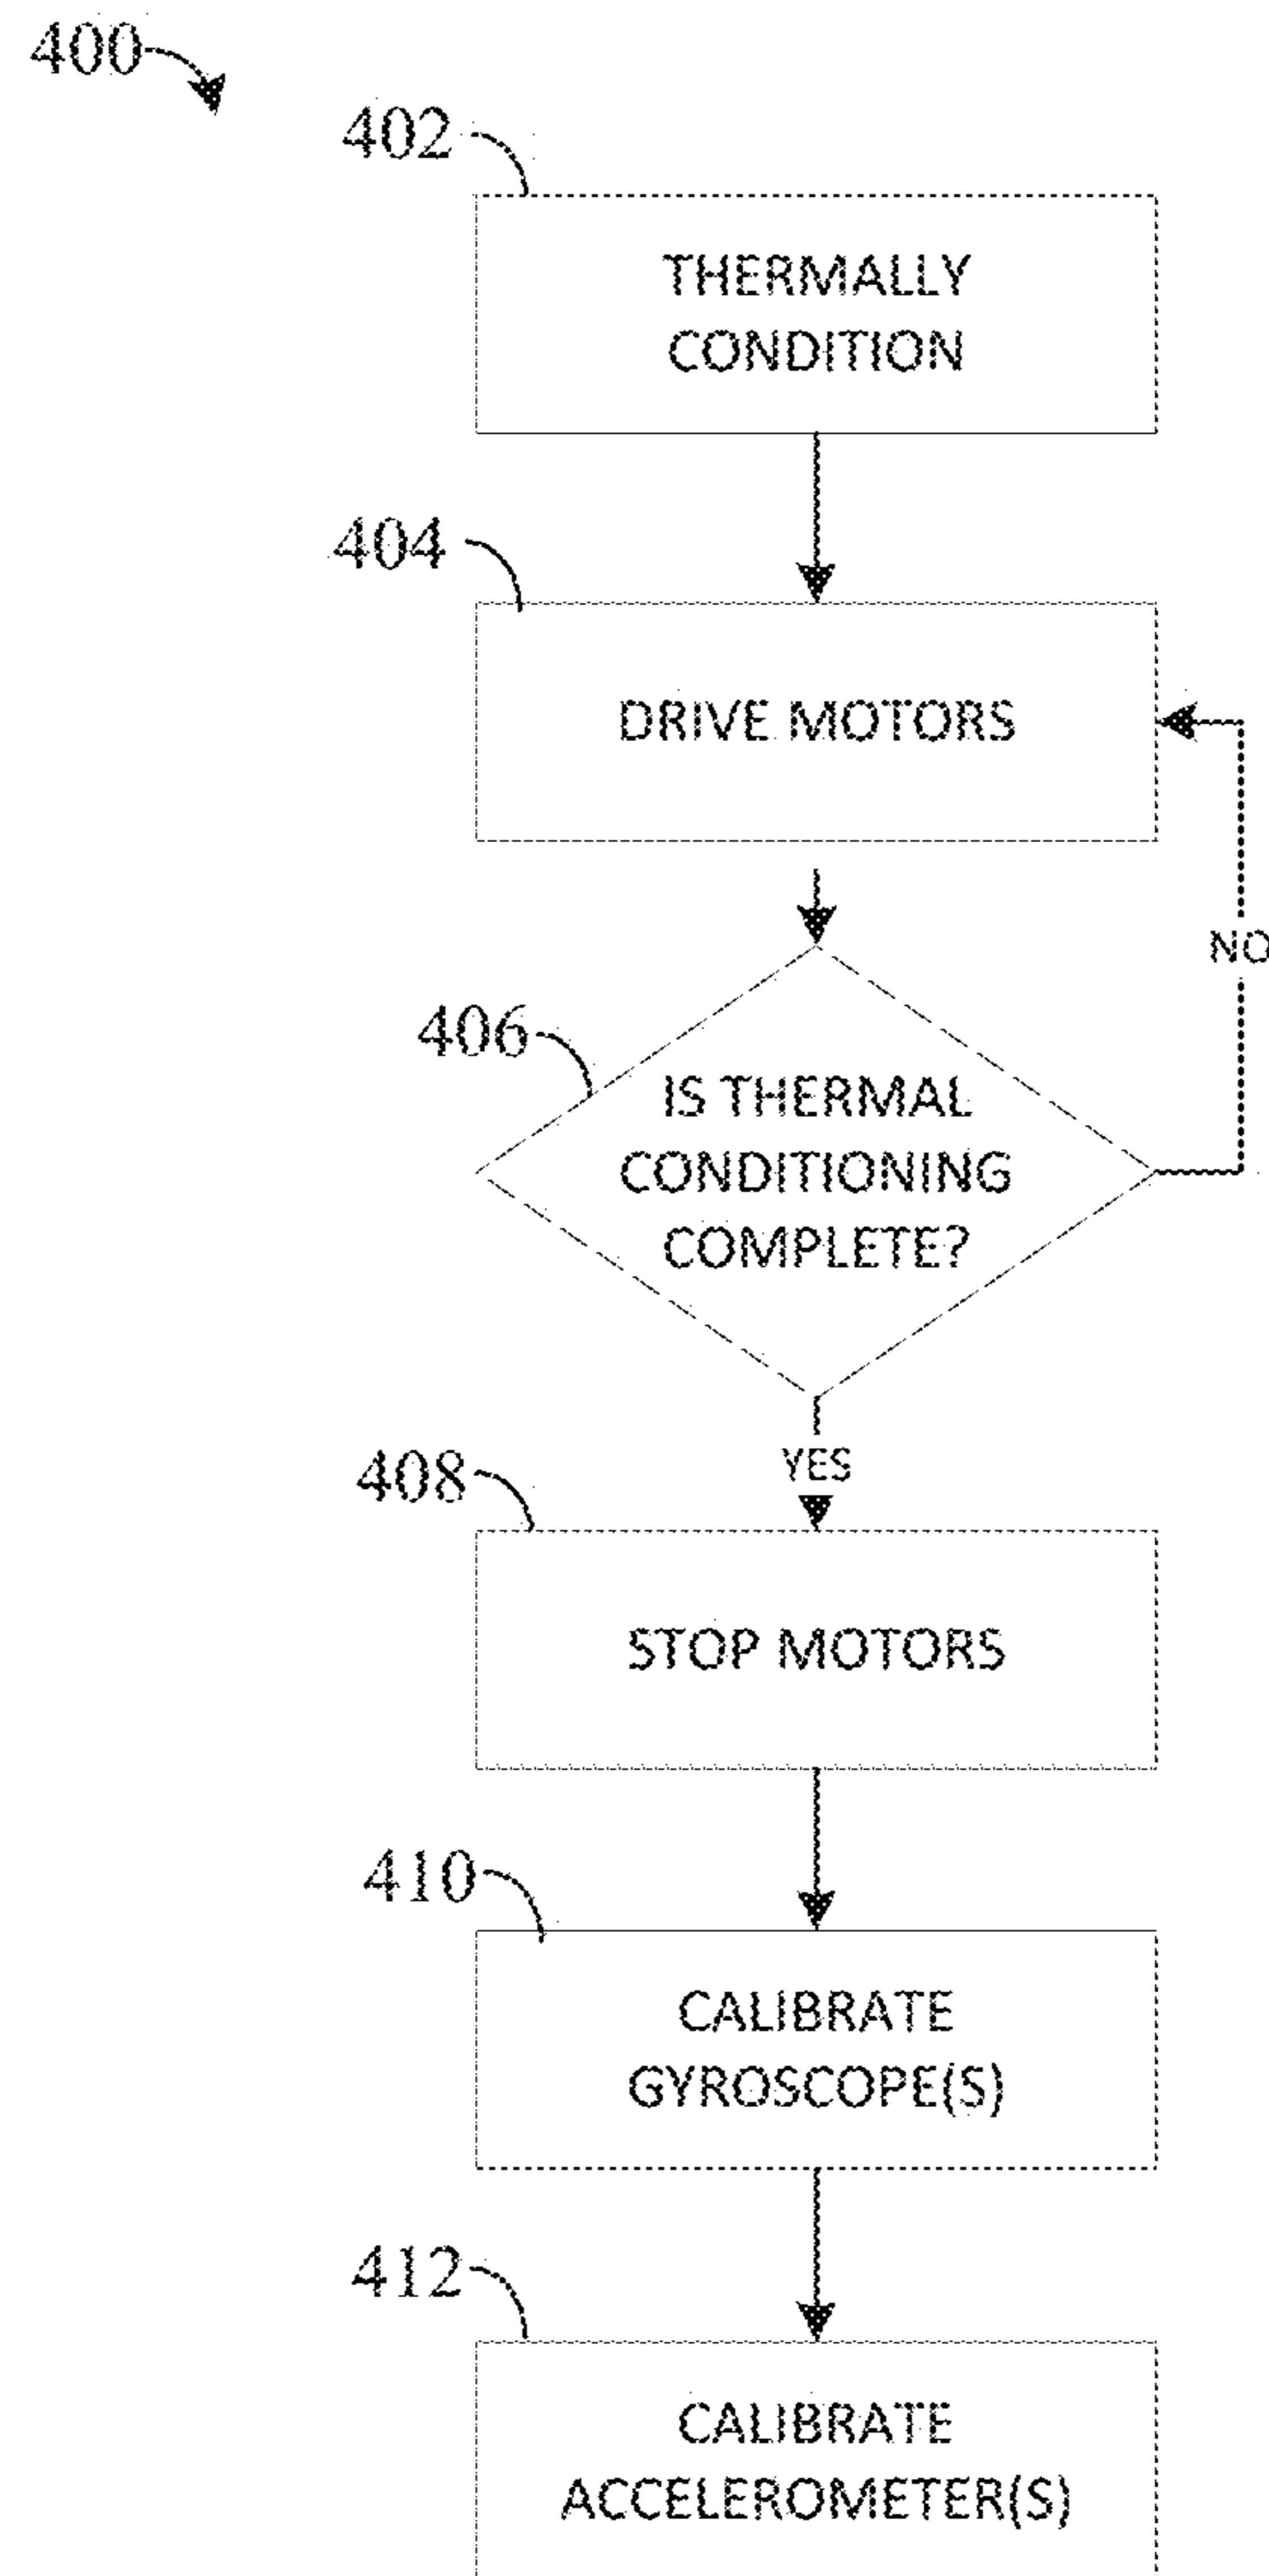 400
402
THERMALLY
CONDITION
404
DRIVE MOTORS
NO
406
IS THERMAL
CONDITIONING
COMPLETE?
YES
408
STOP MOTORS
410
CALIBRATE
GYROSCOPE(S)
412
CALIBRATE
ACCELEROMETER(S)